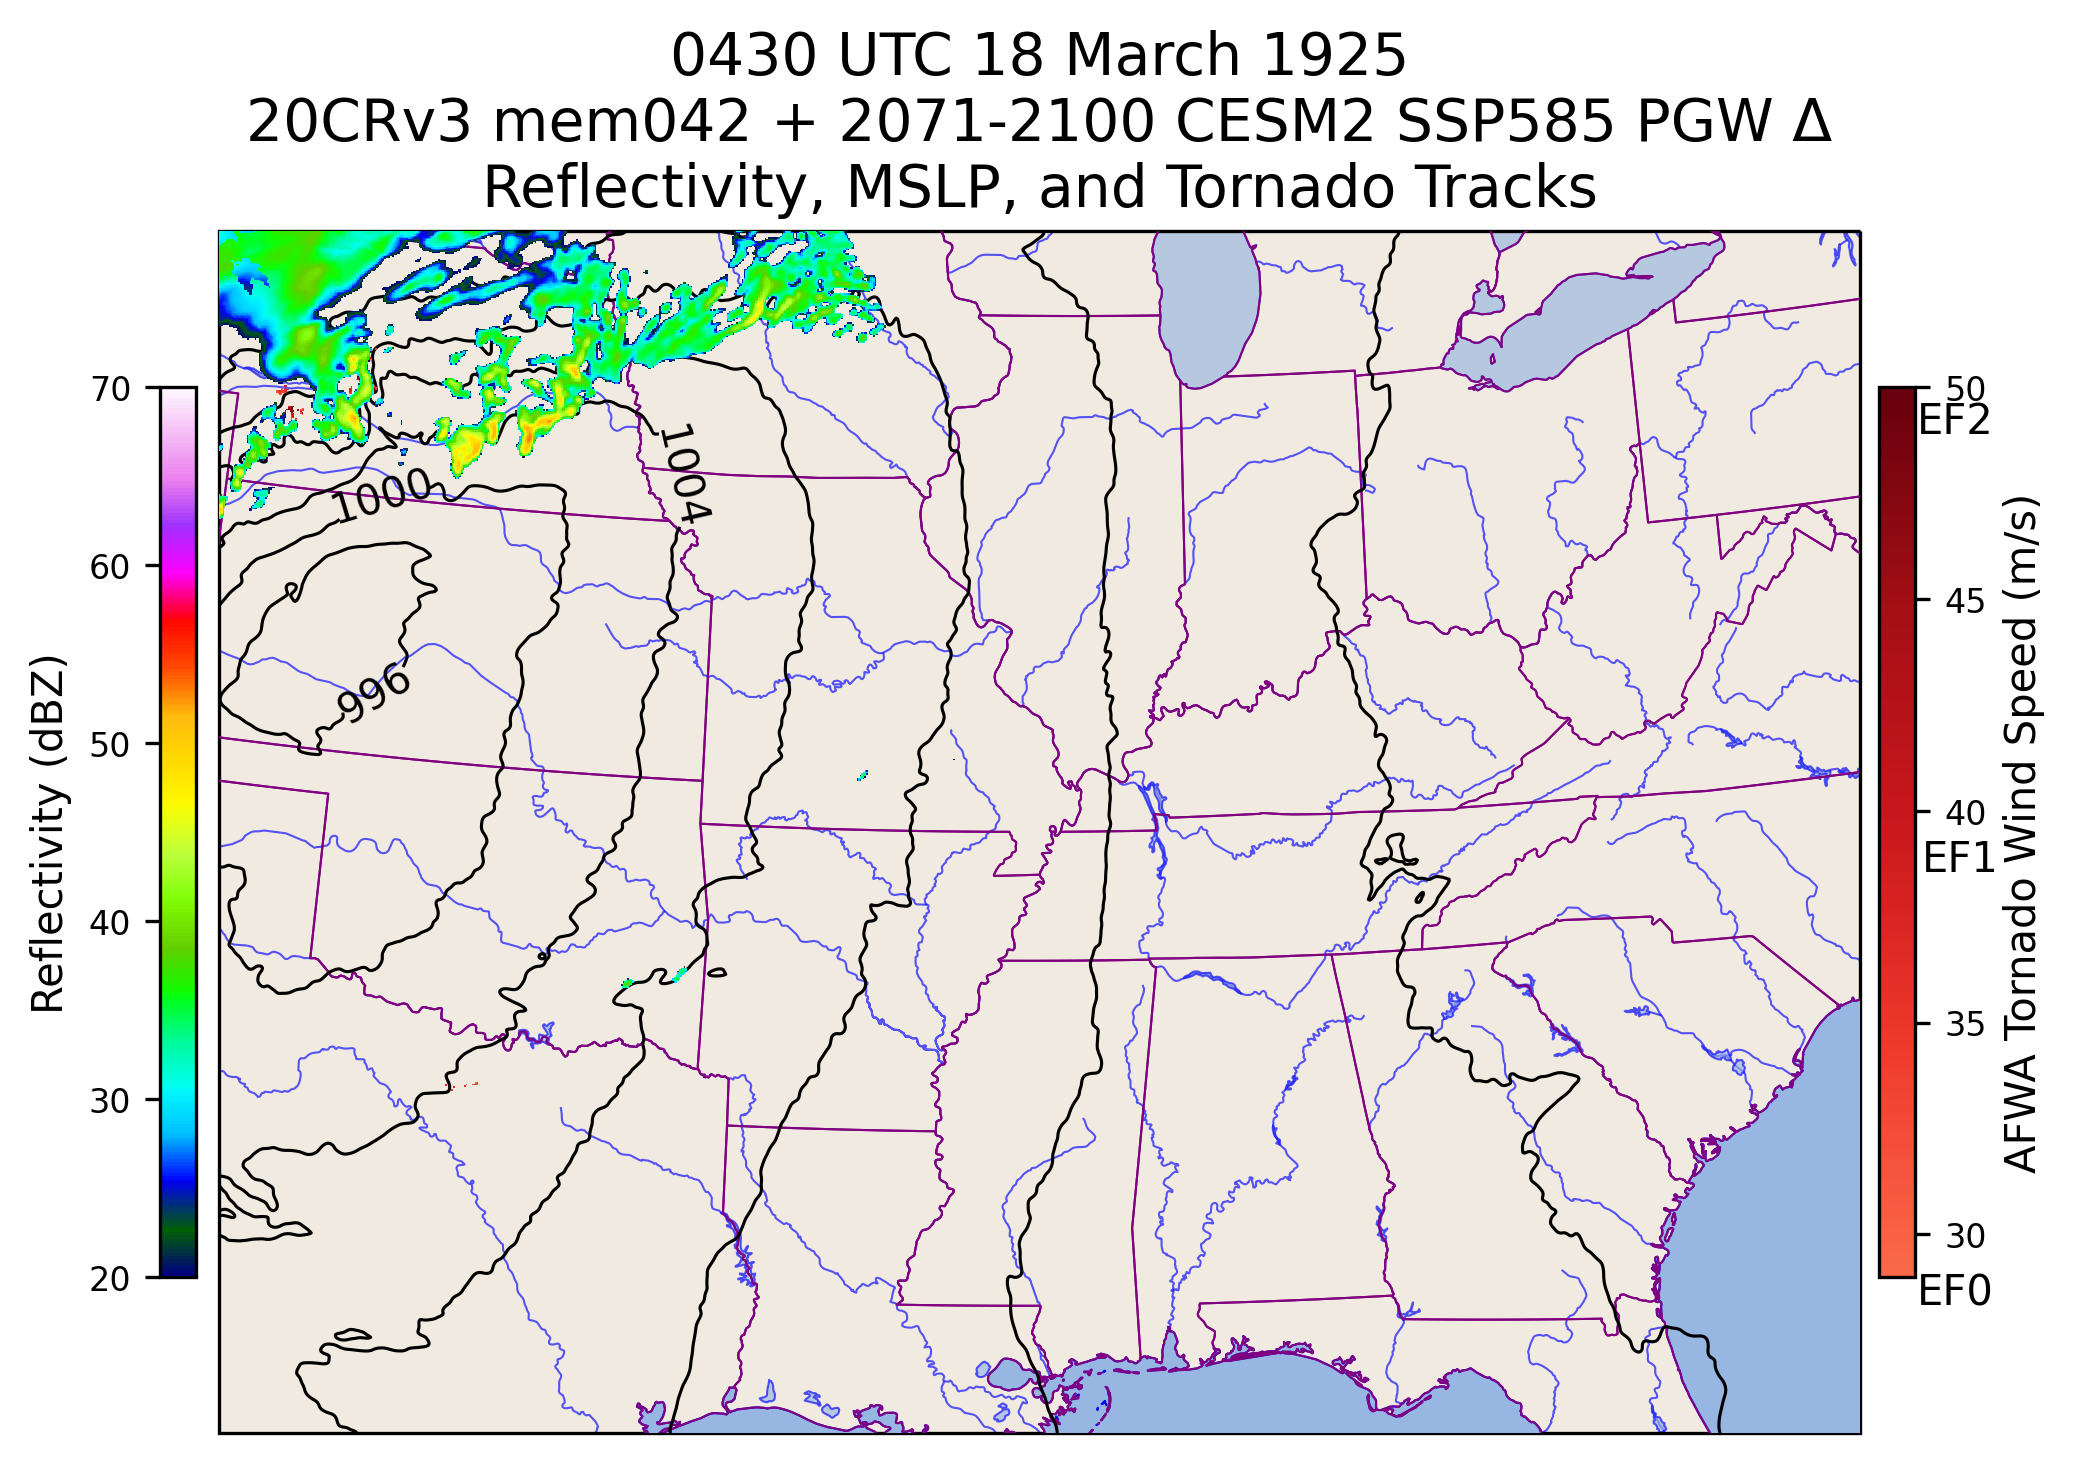 0430 UTC 18 March 1925
20CRv3 mem042 + 2071-2100 CESM2 SSP585 PGW Δ
Reflectivity, MSLP, and Tornado Tracks
70
60
50
40
30
20
Reflectivity (dBZ)
1000
1004
996
50
EF2
45
40
EF1
35
30
EF0
AFWA Tornado Wind Speed (m/s)